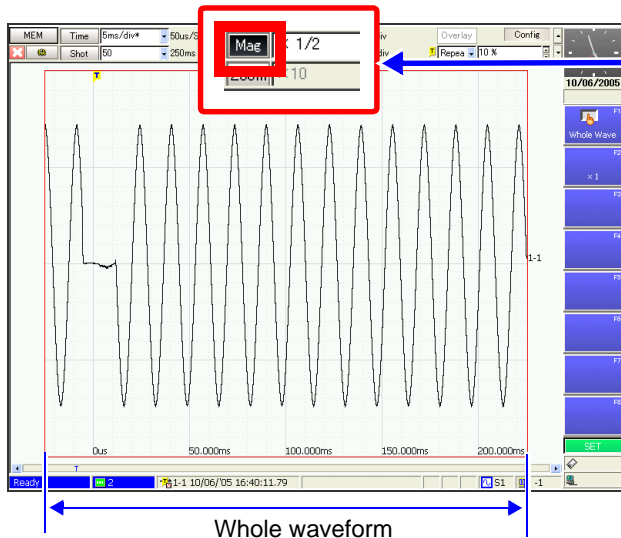 MEM Time 5ms/div* 50us/S Overlay Config
Shot 50 250ms div Repea 10 %
Mag × 1/2
Zoom ×10
T
10/06/2005
F1
Whole Wave
F2
× 1
F3
F4
F5
F6
F7
F8
1-1
0us 50.000ms 100.000ms 150.000ms 200.000ms
SET
T
Ready 2 1-1 10/06/'05 16:40:11.79 S1 -1
Whole waveform